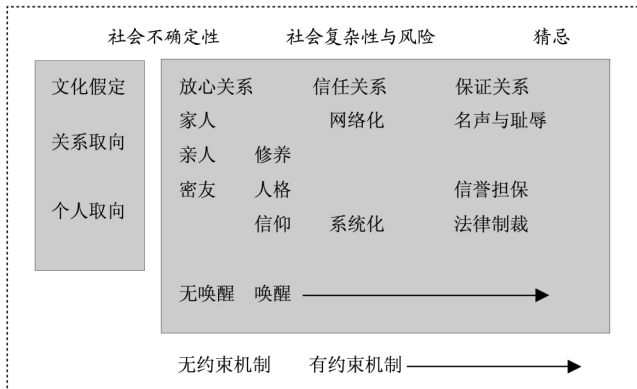 社会不确定性 社会复杂性与风险 猜忌
文化假定 放心关系 信任关系 保证关系
家人 网络化 名声与耻辱
关系取向
亲人 修养
密友 人格 信誉担保
个人取向
信仰 系统化 法律制裁
无唤醒 唤醒
无约束机制 有约束机制